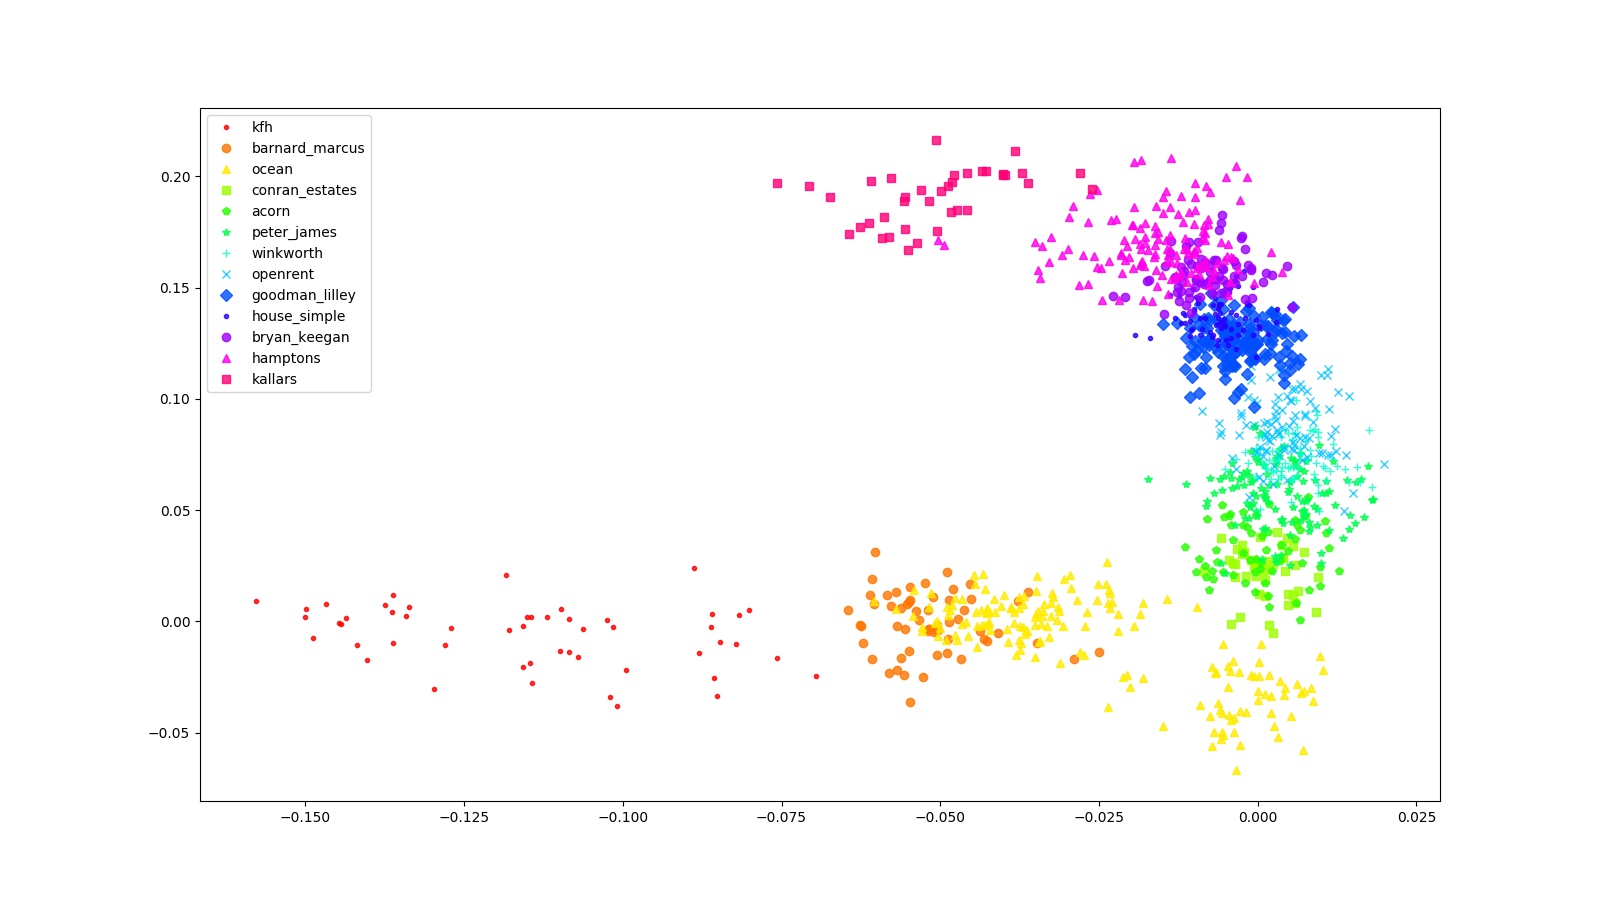 kfh
barnard_marcus
ocean
conran_estates
acorn
peter_james
winkworth
openrent
goodman_lilley
house_simple
bryan_keegan
hamptons
kallars
0.20
0.15
0.10
0.05
0.00
−0.05
−0.150 −0.125 −0.100 −0.075 −0.050 −0.025 0.000 0.025